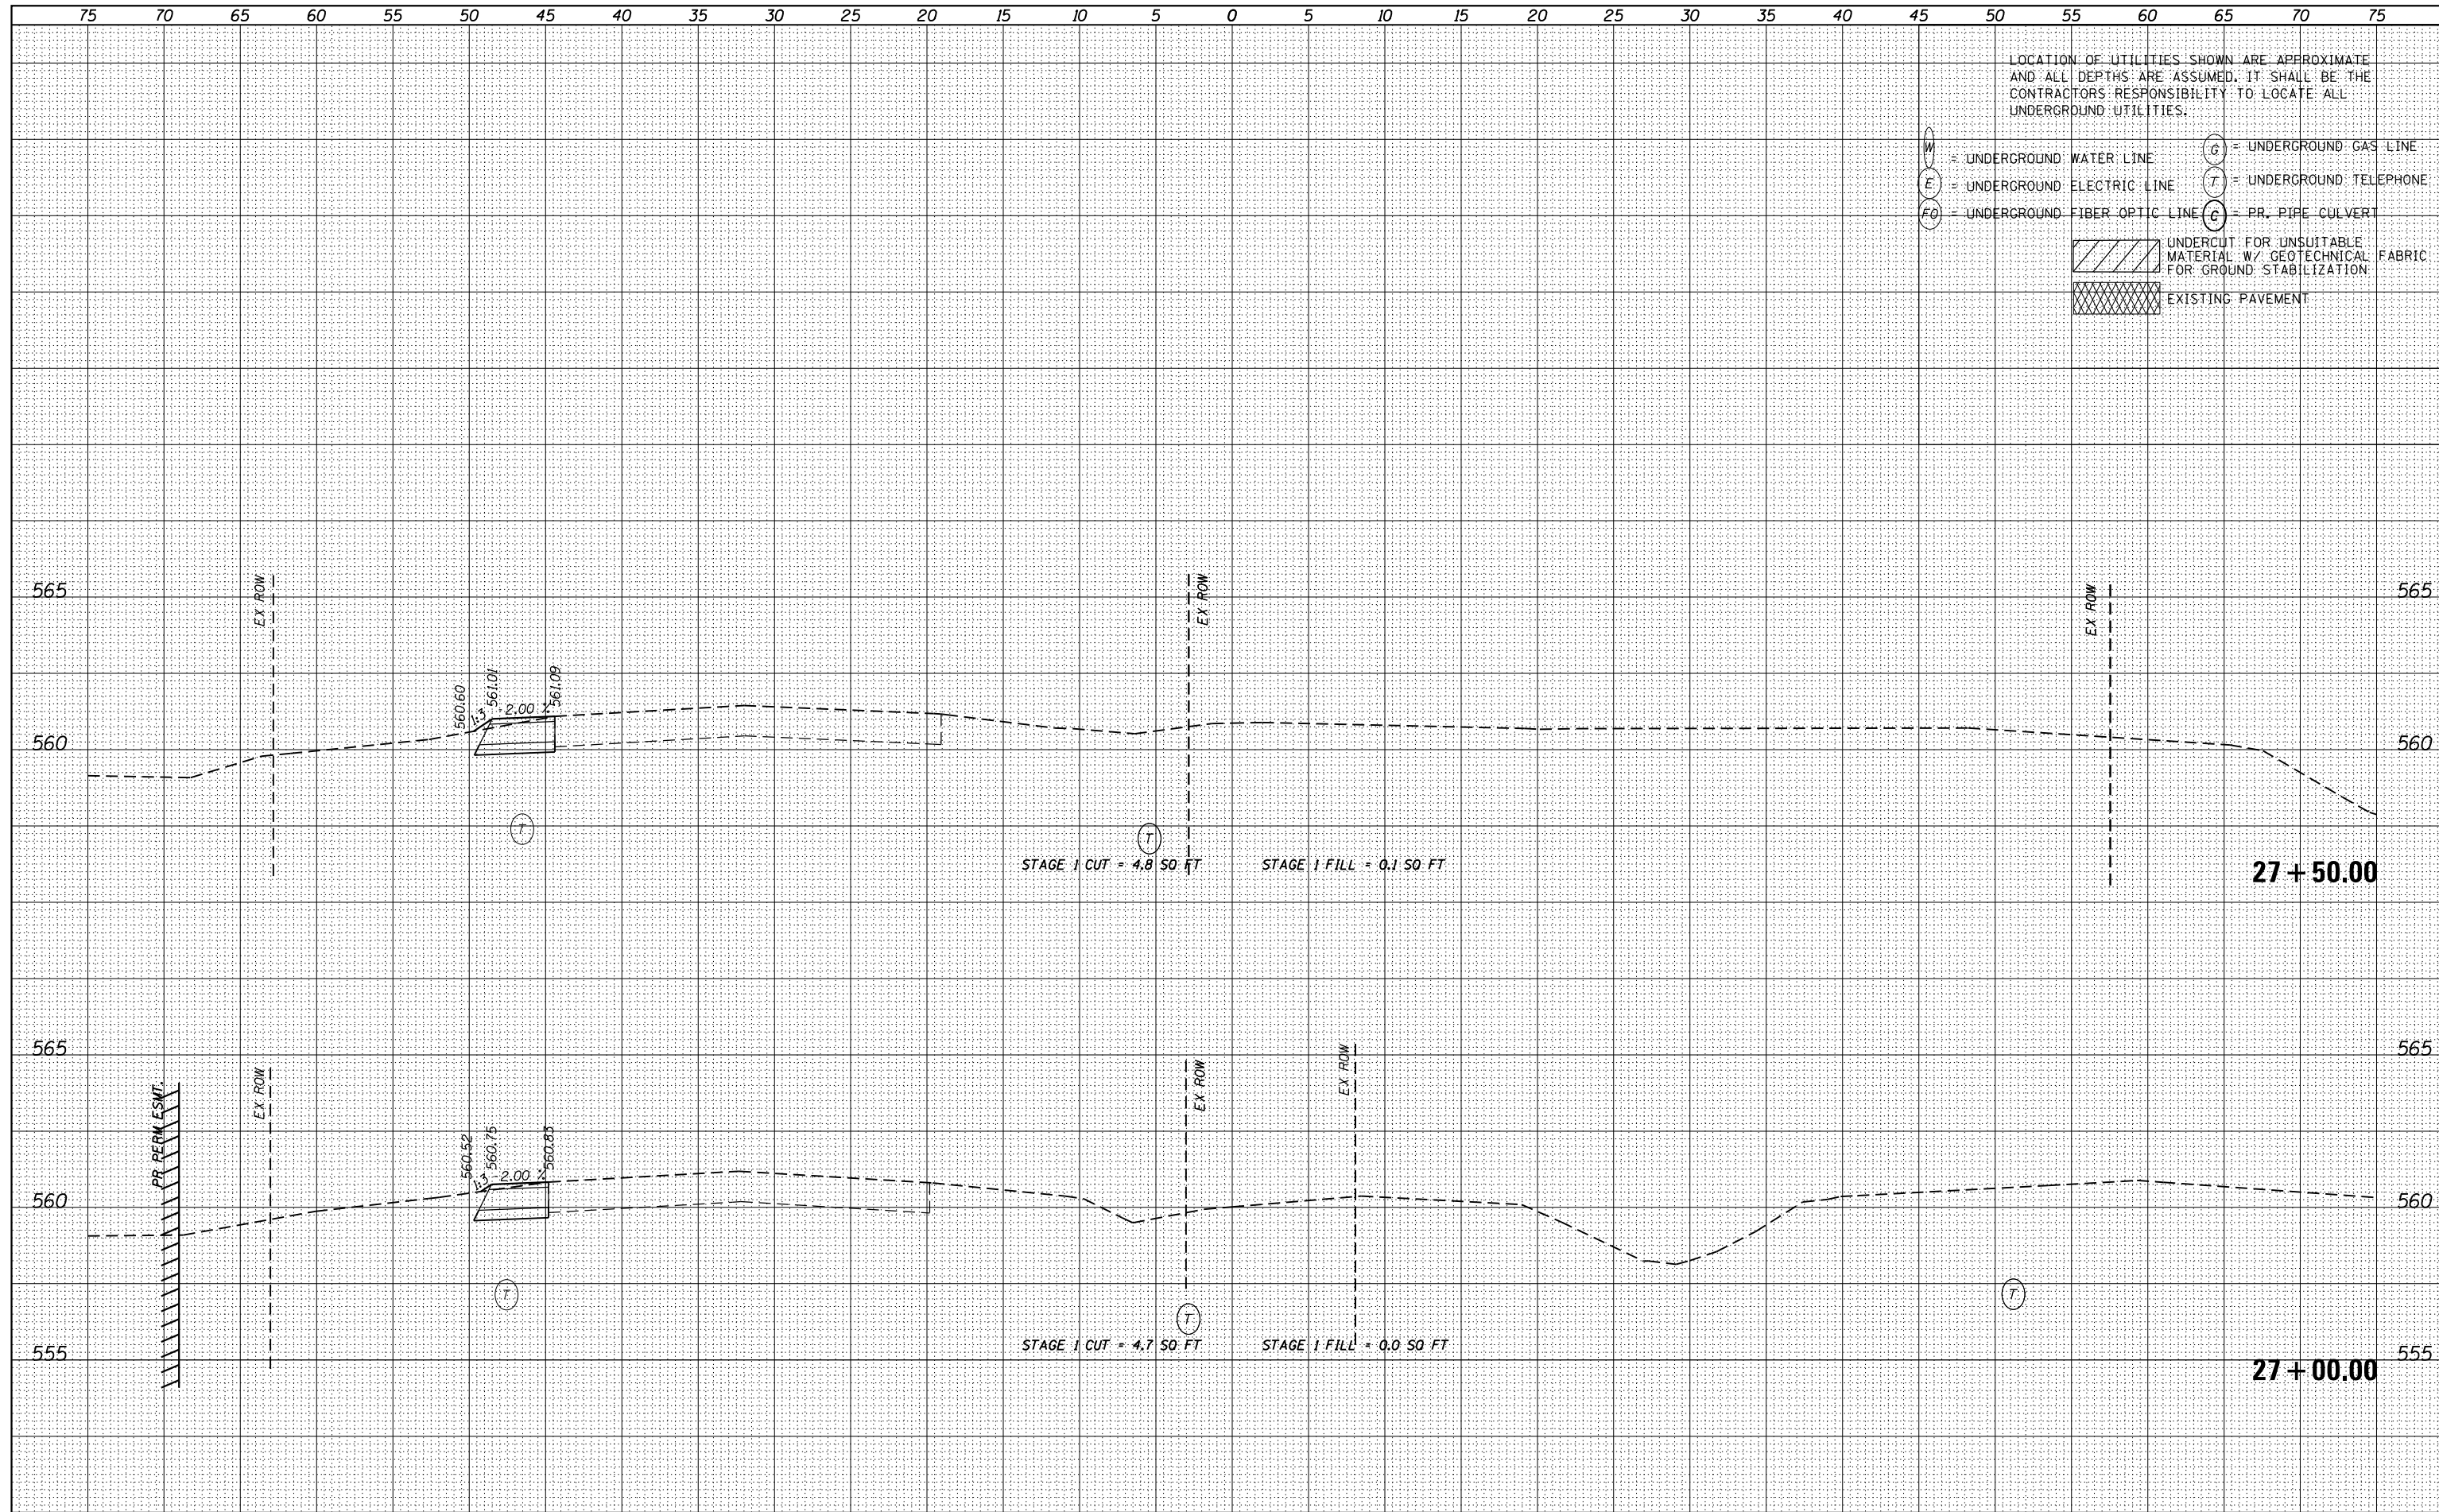 75 70 65 60 55 50 45 40 35 30 25 20 15 10 5 0 5 10 15 20 25 30 35 40 45 50 55 60 65 70 75
LOCATION OF UTILITIES SHOWN ARE APPROXIMATE
AND ALL DEPTHS ARE ASSUMED. IT SHALL BE THE
CONTRACTORS RESPONSIBILITY TO LOCATE ALL
UNDERGROUND UTILITIES.
W = UNDERGROUND WATER LINE
G = UNDERGROUND GAS LINE
E = UNDERGROUND ELECTRIC LINE
T = UNDERGROUND TELEPHONE
FO = UNDERGROUND FIBER OPTIC LINE
C = PR. PIPE CULVERT
UNDERCUT FOR UNSUITABLE
MATERIAL W/ GEOTECHNICAL FABRIC
FOR GROUND STABILIZATION
EXISTING PAVEMENT
565
EX ROW
EX ROW
EX ROW
565
560.60
561.01
561.09
1:3
2.00 %
560
560
T
T
STAGE 1 CUT = 4.8 SQ FT
STAGE 1 FILL = 0.1 SQ FT
27+50.00
565
565
PR PERM ESMT.
EX ROW
EX ROW
EX ROW
560.52
560.75
560.83
1:3
2.00 %
560
560
T
T
T
STAGE 1 CUT = 4.7 SQ FT
STAGE 1 FILL = 0.0 SQ FT
555
555
27+00.00